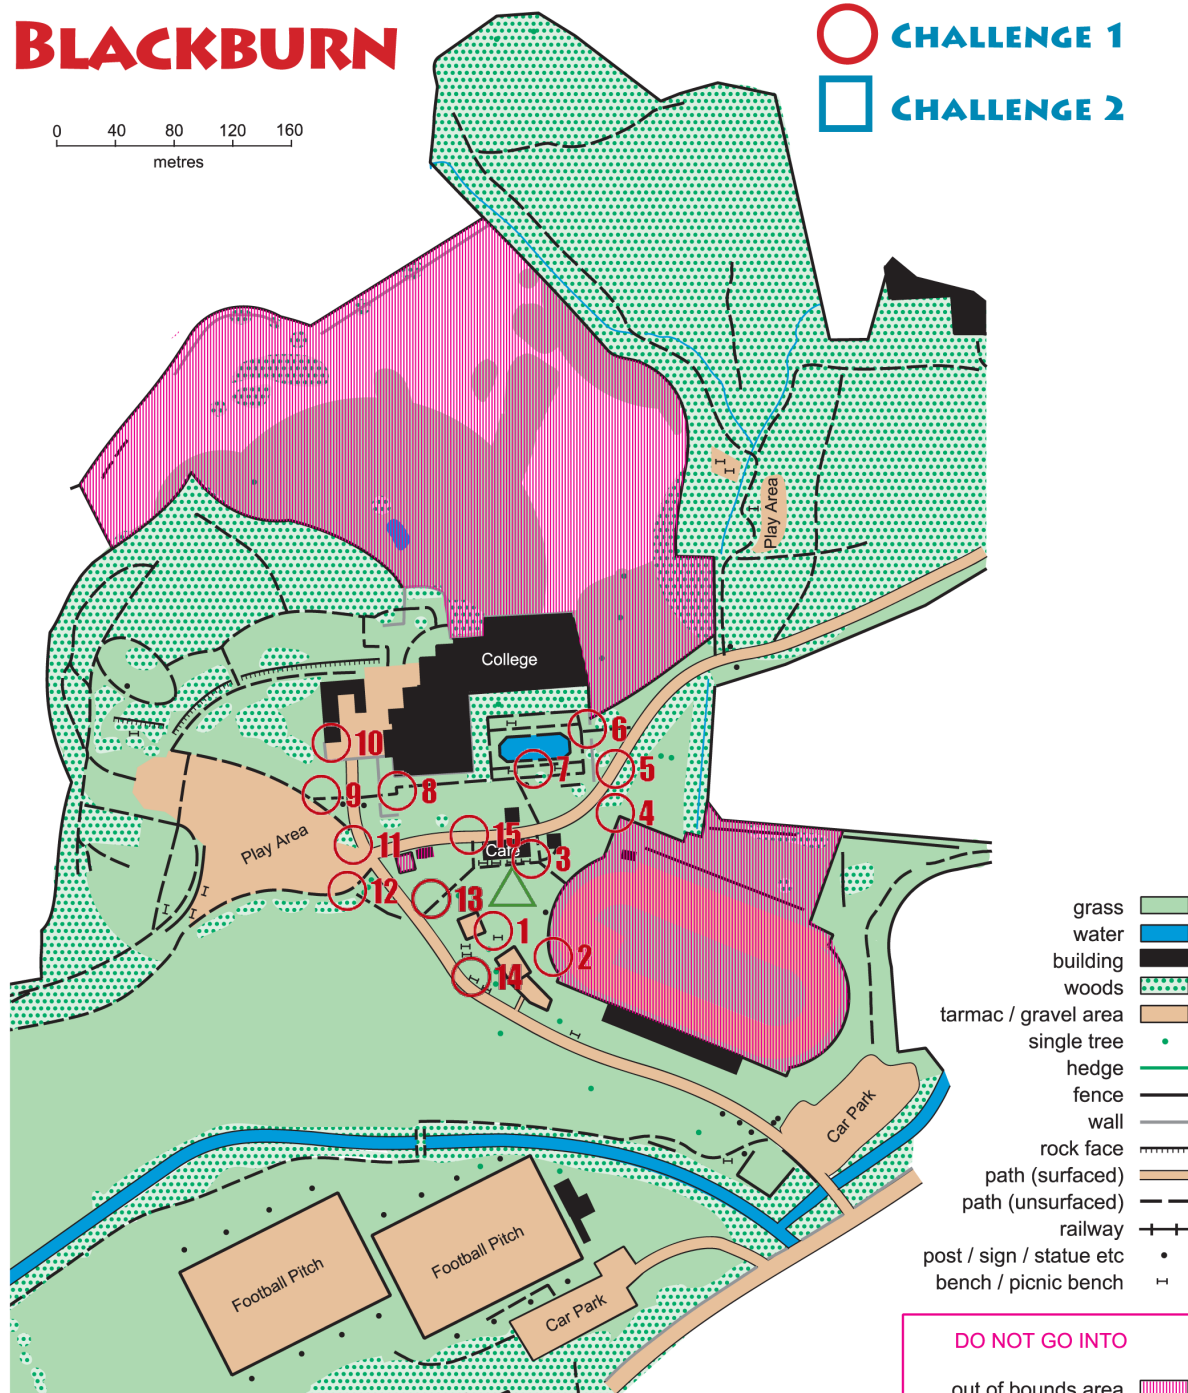 BLACKBURN
CHALLENGE 1
CHALLENGE 2
0 40 80 120 160
metres
Play Area
College
6
10
7
5
9
8
4
Play Area
11
15
Cafe
3
12
13
1
2
14
grass
water
building
woods
tarmac / gravel area
single tree
hedge
fence
wall
rock face
path (surfaced)
path (unsurfaced)
railway
post / sign / statue etc
bench / picnic bench
Car Park
Football Pitch
Football Pitch
Car Park
DO NOT GO INTO
out of bounds area